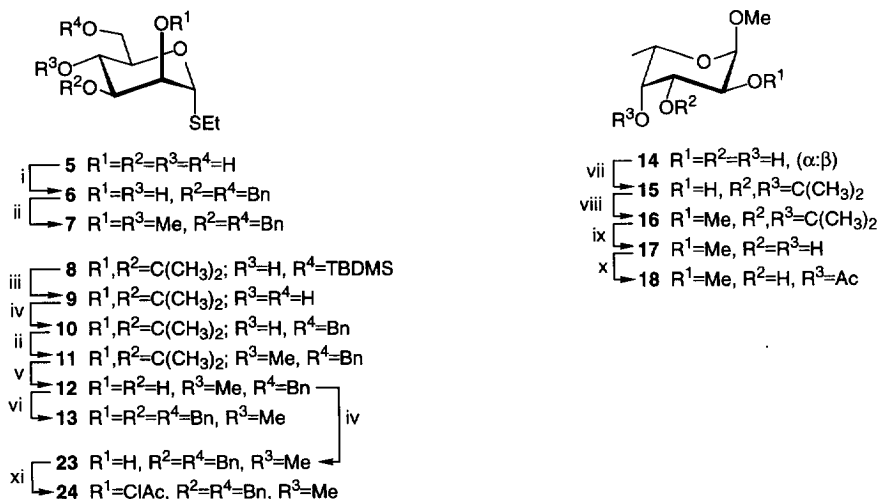 R⁴O
OR¹
O
R³O
R²O
SEt
i
5 R¹=R²=R³=R⁴=H
6 R¹=R³=H, R²=R⁴=Bn
ii
7 R¹=R³=Me, R²=R⁴=Bn
8 R¹,R²=C(CH₃)₂; R³=H, R⁴=TBDMS
iii
9 R¹,R²=C(CH₃)₂; R³=R⁴=H
iv
10 R¹,R²=C(CH₃)₂; R³=H, R⁴=Bn
ii
11 R¹,R²=C(CH₃)₂; R³=Me, R⁴=Bn
v
12 R¹=R²=H, R³=Me, R⁴=Bn
vi
13 R¹=R²=R⁴=Bn, R³=Me
iv
23 R¹=H, R²=R⁴=Bn, R³=Me
xi
24 R¹=ClAc, R²=R⁴=Bn, R³=Me
OMe
O
OR¹
OR²
R³O
14 R¹=R²=R³=H, (α:β)
vii
15 R¹=H, R²,R³=C(CH₃)₂
viii
16 R¹=Me, R²,R³=C(CH₃)₂
ix
17 R¹=Me, R²=R³=H
x
18 R¹=Me, R²=H, R³=Ac